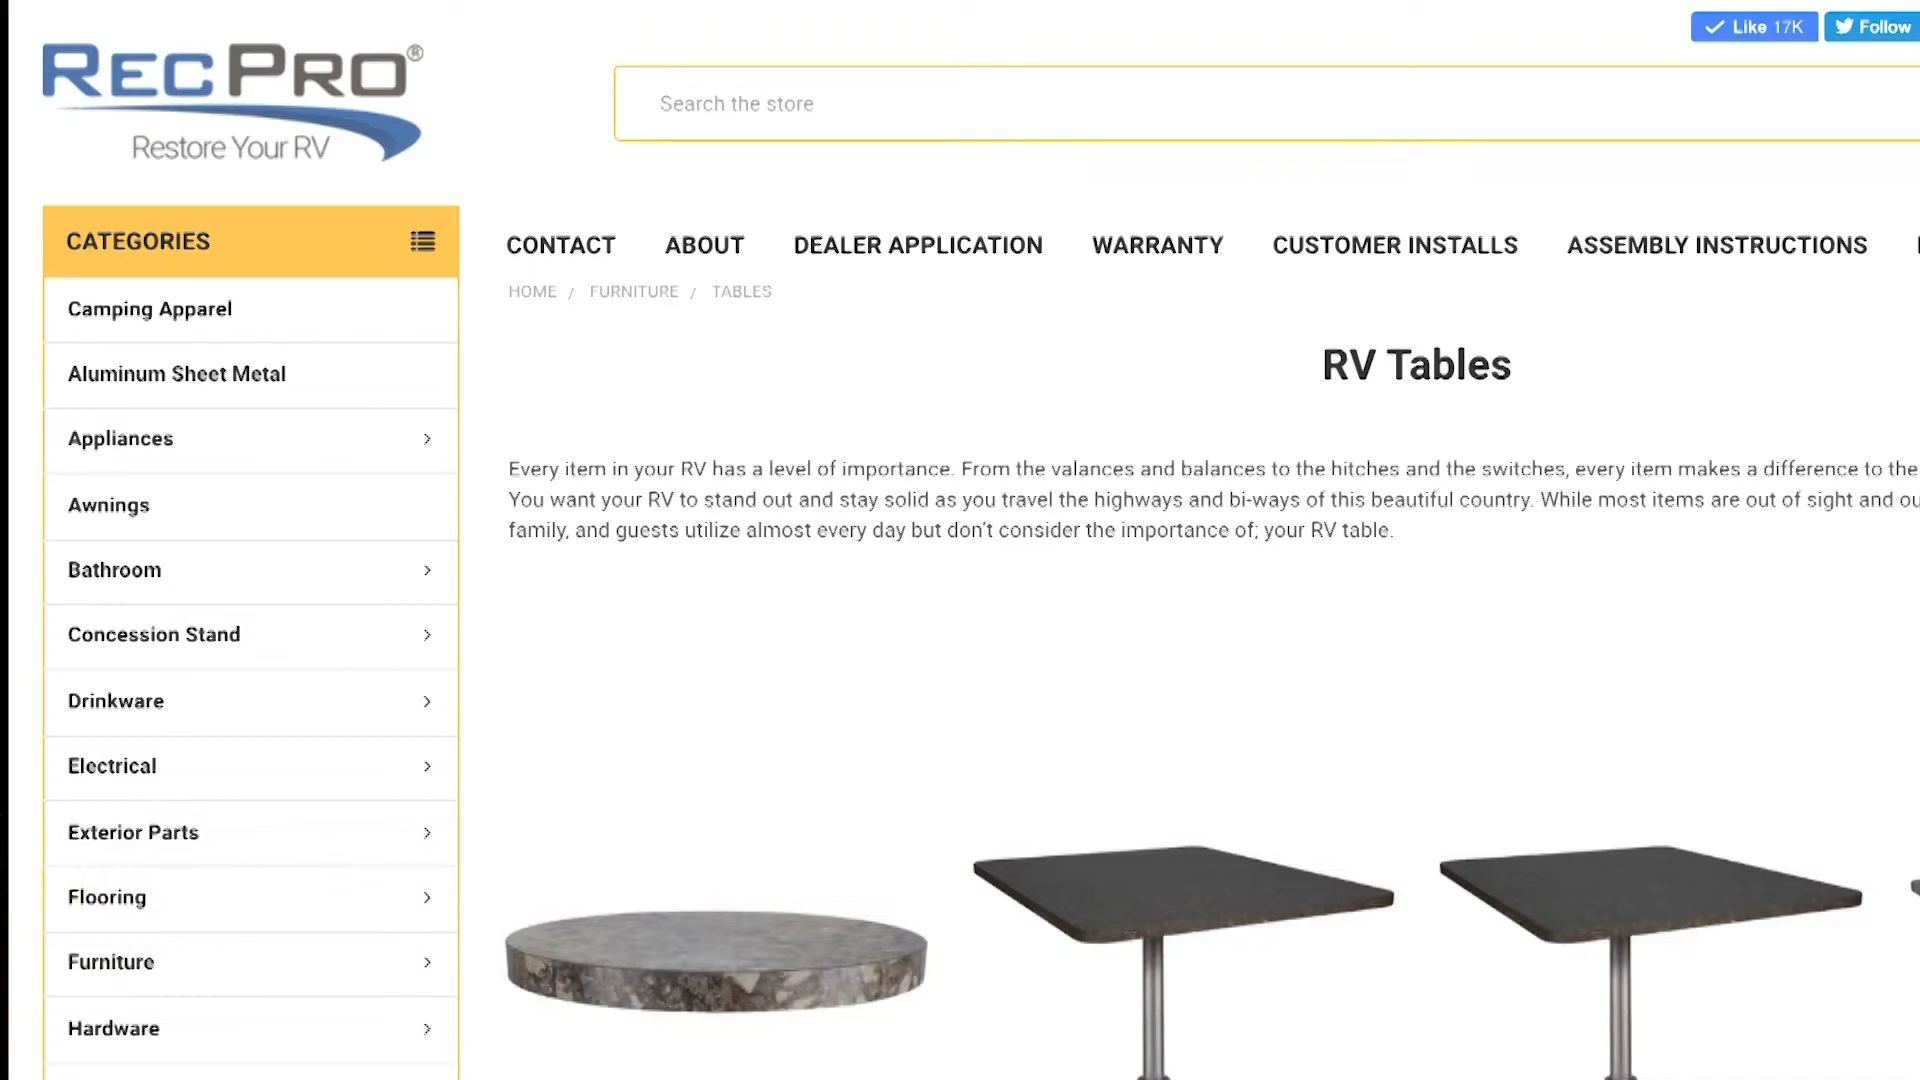 Like 17K
Follow
RECPRO®
Restore Your RV
Search the store
CATEGORIES
CONTACT ABOUT DEALER APPLICATION WARRANTY CUSTOMER INSTALLS ASSEMBLY INSTRUCTIONS
HOME / FURNITURE / TABLES
Camping Apparel
Aluminum Sheet Metal
Appliances
Awnings
Bathroom
Concession Stand
Drinkware
Electrical
Exterior Parts
Flooring
Furniture
Hardware
RV Tables
Every item in your RV has a level of importance. From the valances and balances to the hitches and the switches, every item makes a difference to the
You want your RV to stand out and stay solid as you travel the highways and bi-ways of this beautiful country. While most items are out of sight and
family, and guests utilize almost every day but don't consider the importance of; your RV table.